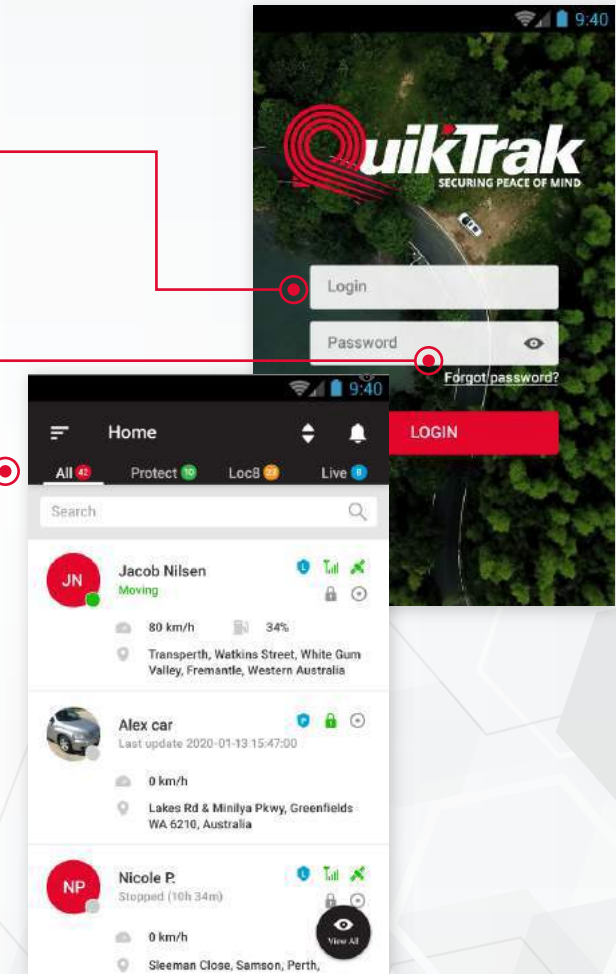 9:40
QuikTrak
SECURING PEACE OF MIND
Login
Password
Forgot password?
LOGIN
9:40
Home
All 42
Protect 10
Loc8 23
Live 8
Search
JN
Jacob Nilsen
L
Moving
80 km/h
34%
Transperth, Watkins Street, White Gum
Valley, Fremantle, Western Australia
Alex car
P
Last update 2020-01-13 15:47:00
0 km/h
Lakes Rd & Minilya Pkwy, Greenfields
WA 6210, Australia
NP
Nicole P.
L
Stopped (10h 34m)
View All
0 km/h
Sleeman Close, Samson, Perth,